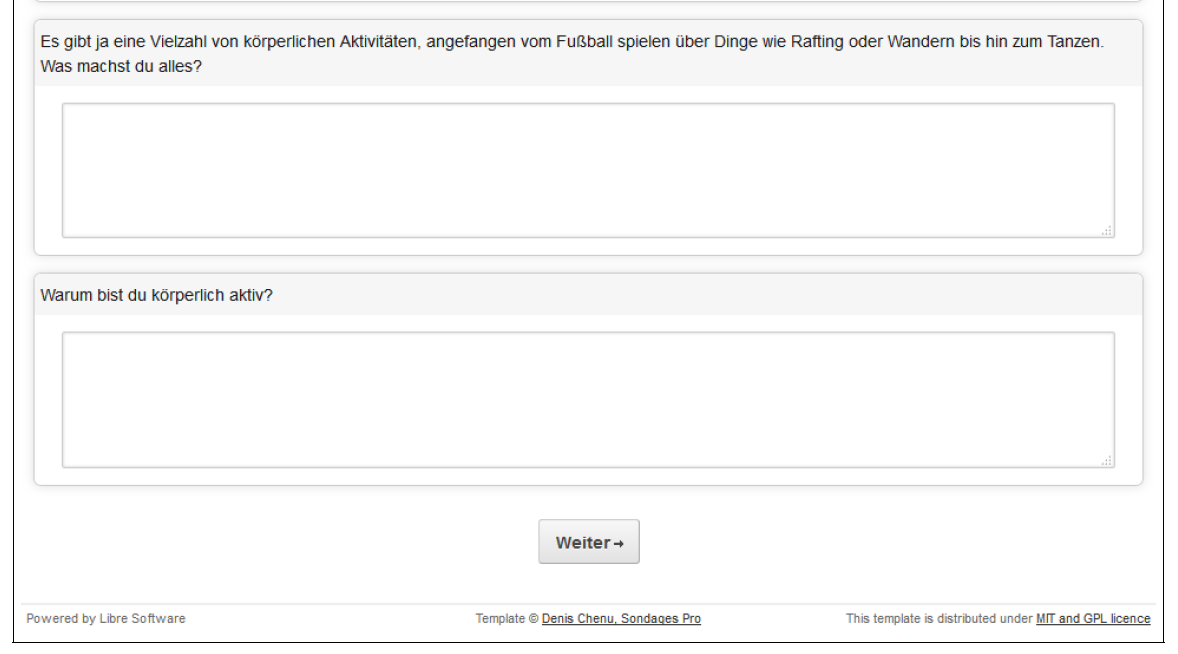 Es gibt ja eine Vielzahl von körperlichen Aktivitäten, angefangen vom Fußball spielen über Dinge wie Rafting oder Wandern bis hin zum Tanzen.
Was machst du alles?
Warum bist du körperlich aktiv?
Weiter→
Powered by Libre Software
Template © Denis Chenu, Sondages Pro
This template is distributed under MIT and GPL licence